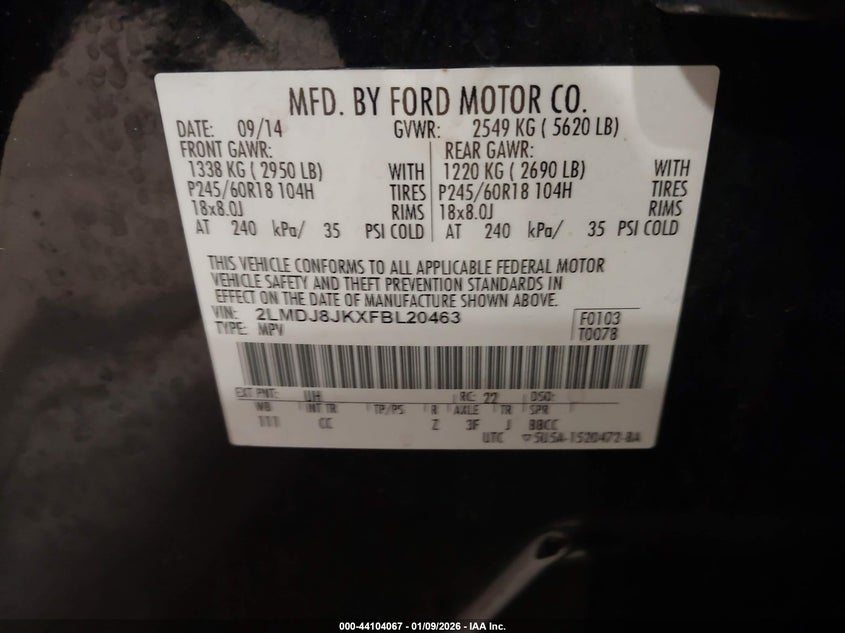 MFD. BY FORD MOTOR CO.
DATE: 09/14 GVWR: 2549 KG ( 5620 LB)
FRONT GAWR: REAR GAWR:
1338 KG ( 2950 LB) WITH 1220 KG ( 2690 LB) WITH
P245/60R18 104H TIRES P245/60R18 104H TIRES
18x8.0J RIMS 18x8.0J RIMS
AT 240 kPa/ 35 PSI COLD AT 240 kPa/ 35 PSI COLD
THIS VEHICLE CONFORMS TO ALL APPLICABLE FEDERAL MOTOR
VEHICLE SAFETY AND THEFT PREVENTION STANDARDS IN
EFFECT ON THE DATE OF MANUFACTURE SHOWN ABOVE.
VIN: 2LMDJ8JKXFBL20463 F0103
TYPE: MPV T0078
EXT PNT: UH RC: 22 DSO:
WB INT TR TP/PS R AXLE TR SPR
111 CC Z 3F J BBCC
UTC ▽5U5A-1520472-BA
000-44104067 - 01/09/2026 - IAA Inc.